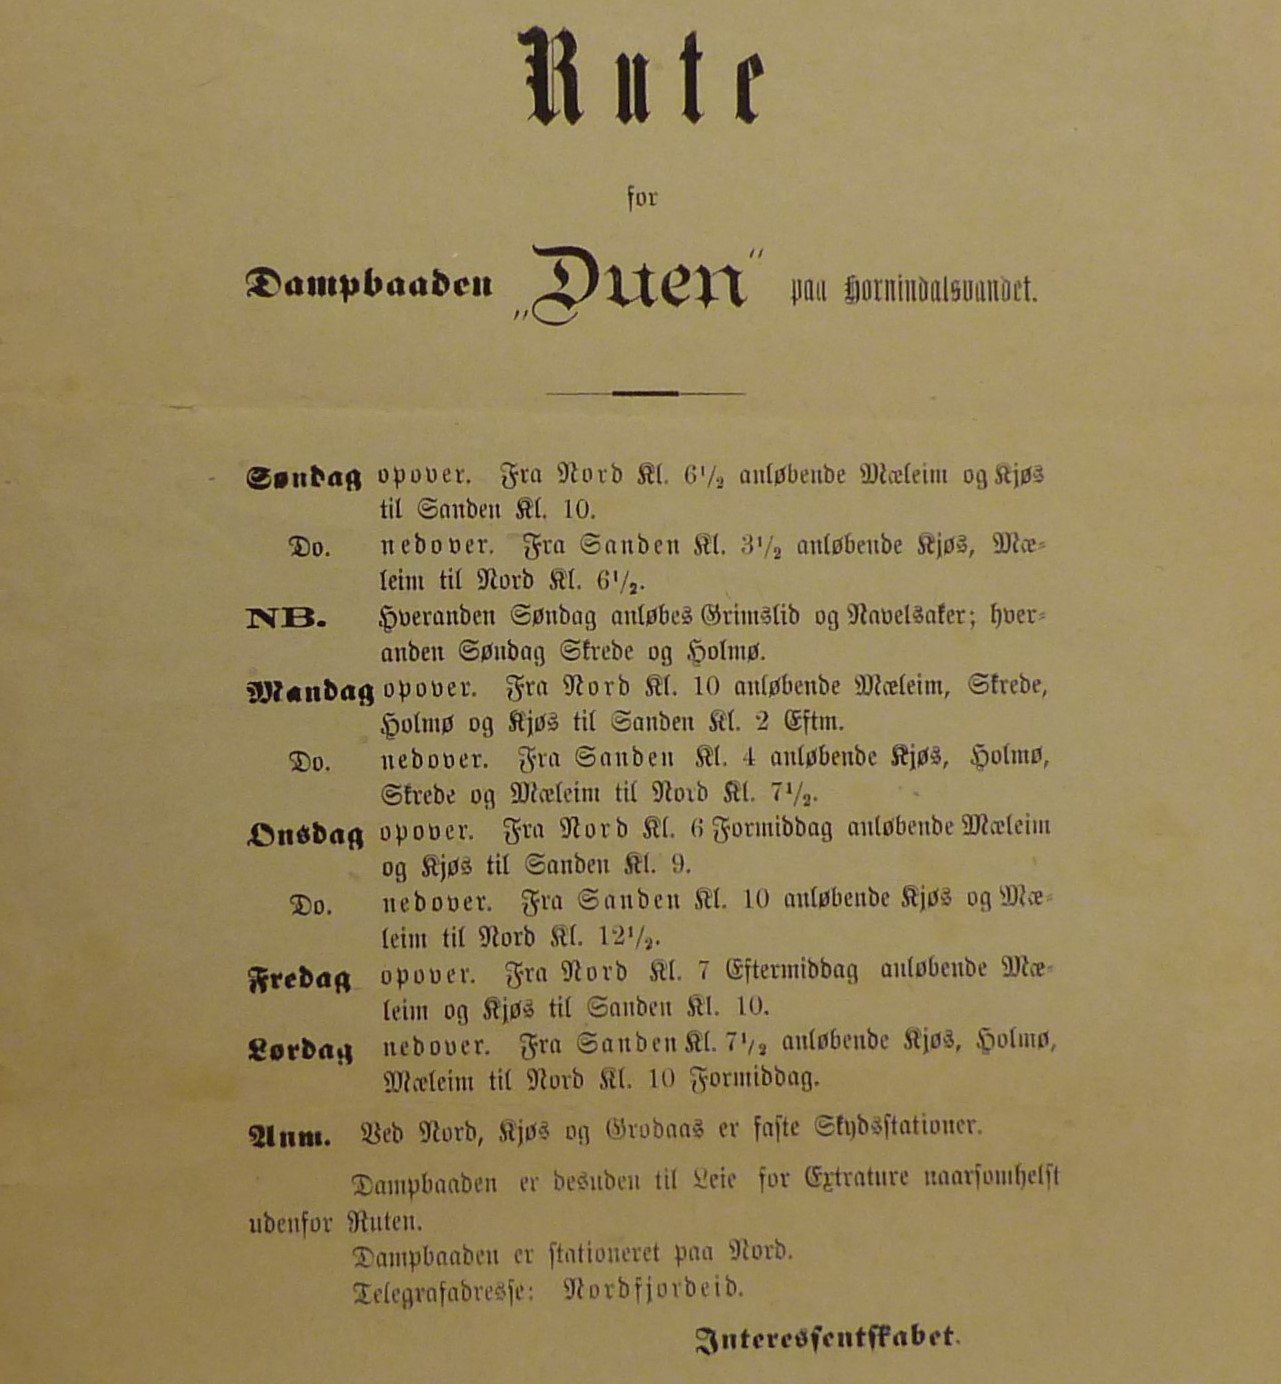 Rute
for
Dampbaaden „Duen“ paa Hornindalsvandet.
Søndag opover. Fra Nord Kl. 6¹/₂ anløbende Mæleim og Kjøs
til Sanden Kl. 10.
Do. nedover. Fra Sanden Kl. 3¹/₂ anløbende Kjøs, Mæ-
leim til Nord Kl. 6¹/₂.
NB. Hveranden Søndag anløbes Grimslid og Navelsaker; hver-
anden Søndag Skrede og Holmø.
Mandag opover. Fra Nord Kl. 10 anløbende Mæleim, Skrede,
Holmø og Kjøs til Sanden Kl. 2 Eftm.
Do. nedover. Fra Sanden Kl. 4 anløbende Kjøs, Holmø,
Skrede og Mæleim til Nord Kl. 7¹/₂.
Onsdag opover. Fra Nord Kl. 6 Formiddag anløbende Mæleim
og Kjøs til Sanden Kl. 9.
Do. nedover. Fra Sanden Kl. 10 anløbende Kjøs og Mæ-
leim til Nord Kl. 12¹/₂.
Fredag opover. Fra Nord Kl. 7 Eftermiddag anløbende Mæ-
leim og Kjøs til Sanden Kl. 10.
Lørdag nedover. Fra Sanden Kl. 7¹/₂ anløbende Kjøs, Holmø,
Mæleim til Nord Kl. 10 Formiddag.
Anm. Ved Nord, Kjøs og Grodaas er faste Skydsstationer.
Dampbaaden er desuden til Leie for Extrature naarsomhelst
udenfor Ruten.
Dampbaaden er stationeret paa Nord.
Telegrafadresse: Nordfjordeid.
Interessentskabet.